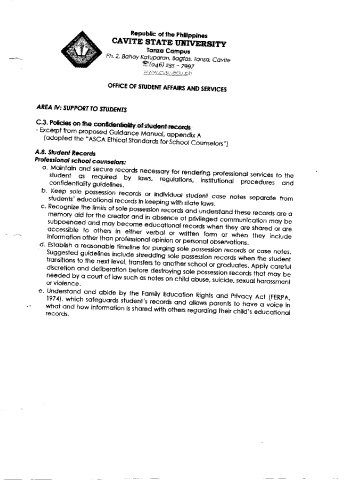 Republic of the Philippines
CAVITE STATE UNIVERSITY
Tanza Campus
Ph. 2, Bahay Katuparan, Bagtas, Tanza, Cavite
(046) 7997
www.cvsu.edu.ph
OFFICE OF STUDENT AFFAIRS AND SERVICES
AREA IV: SUPPORT TO STUDENTS
C.3. Policies on the confidentiality of student records
- Except from proposed Guidance Manual, appendix A
(adopted the "ASCA Ethical Standards for School Counselors")
A.8. Student Records
Professional school counselors:
a. Maintain and secure records necessary for rendering professional services to the
student as required by laws, regulations, institutional procedures and
confidentiality guidelines.
b. Keep sole possession records or individual student case notes separate from
students' educational records in keeping with state laws.
c. Recognize the limits of sole possession records and understand these records are a
memory aid for the creator and in absence of privileged communication may be
subpoenaed and may become educational records when they are shared or are
accessible to others in either verbal or written form or when they include
information other than professional opinion or personal observations.
d. Establish a reasonable timeline for purging sole possession records or case notes.
Suggested guidelines include shredding sole possession records when the student
transitions to the next level, transfers to another school or graduates. Apply careful
discretion and deliberation before destroying sole possession records that may be
needed by a court of law such as notes on child abuse, suicide, sexual harassment
or violence.
e. Understand and abide by the Family Education Rights and Privacy Act (FERPA,
1974), which safeguards student's records and allows parents to have a voice in
what and how information is shared with others regarding their child's educational
records.